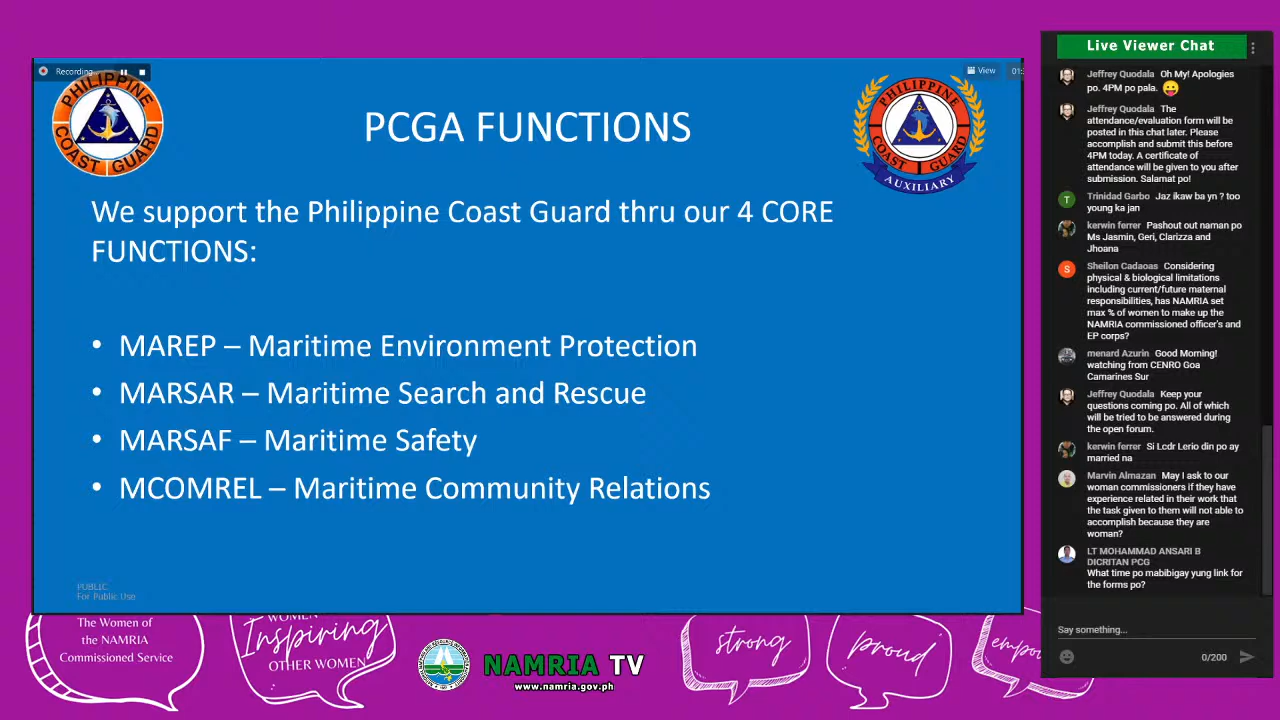 Recording...
View
01:
PHILIPPINE
COAST GUARD
PCGA FUNCTIONS
PHILIPPINE
COAST GUARD
AUXILIARY
We support the Philippine Coast Guard thru our 4 CORE
FUNCTIONS:
• MAREP – Maritime Environment Protection
• MARSAR – Maritime Search and Rescue
• MARSAF – Maritime Safety
• MCOMREL – Maritime Community Relations
PUBLIC
For Public Use
The Women of
the NAMRIA
Commissioned Service
WOMEN
Inspiring
OTHER WOMEN
NAMRIA TV
www.namria.gov.ph
strong
proud
empo
Live Viewer Chat
Jeffrey Quodala Oh My! Apologies
po. 4PM po pala. 😜
Jeffrey Quodala The
attendance/evaluation form will be
posted in this chat later. Please
accomplish and submit this before
4PM today. A certificate of
attendance will be given to you after
submission. Salamat po!
T
Trinidad Garbo Jaz ikaw ba yn ? too
young ka jan
kerwin ferrer Pashout out naman po
Ms Jasmin, Geri, Clarizza and
Jhoana
S
Sheilon Cadaoas Considering
physical & biological limitations
including current/future maternal
responsibilities, has NAMRIA set
max % of women to make up the
NAMRIA commissioned officer's and
EP corps?
menard Azurin Good Morning!
watching from CENRO Goa
Camarines Sur
Jeffrey Quodala Keep your
questions coming po. All of which
will be tried to be answered during
the open forum.
kerwin ferrer Si Lcdr Lerio din po ay
married na
Marvin Almazan May I ask to our
woman commissioners if they have
experience related in their work that
the task given to them will not able to
accomplish because they are
woman?
LT MOHAMMAD ANSARI B
DICRITAN PCG
What time po mabibigay yung link for
the forms po?
Say something...
0/200